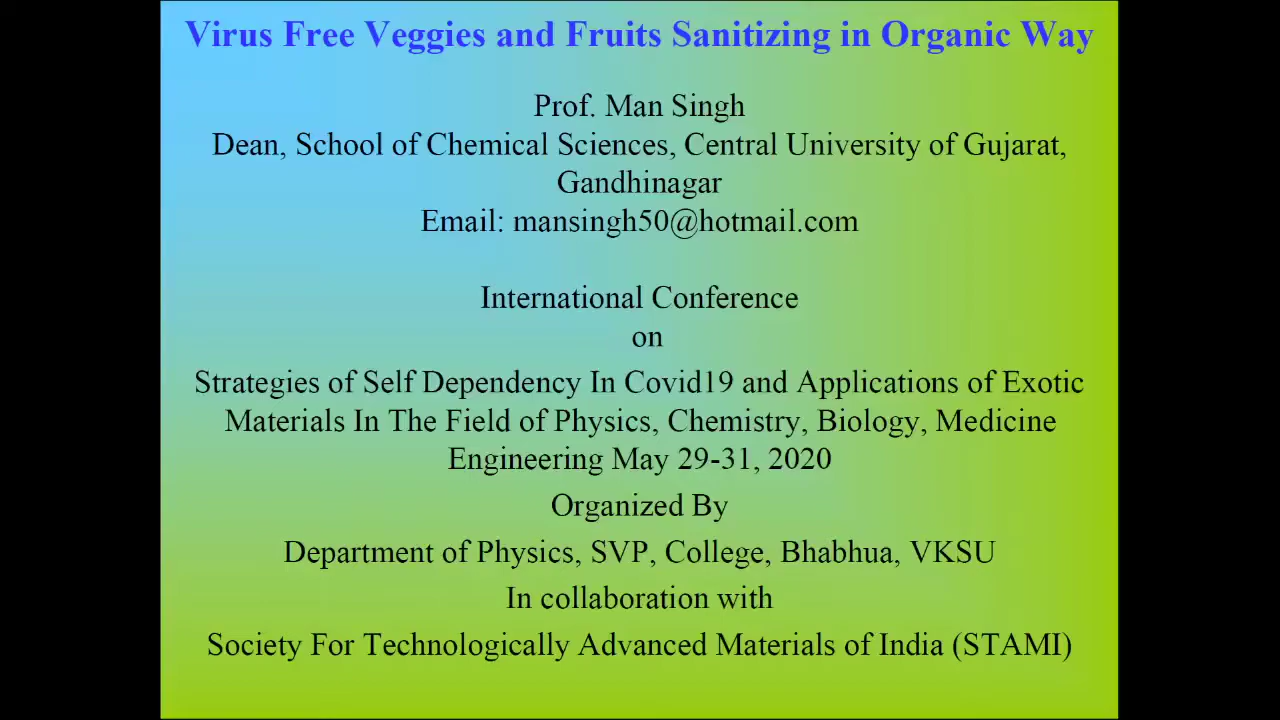 Virus Free Veggies and Fruits Sanitizing in Organic Way
Prof. Man Singh
Dean, School of Chemical Sciences, Central University of Gujarat,
Gandhinagar
Email: mansingh50@hotmail.com
International Conference
on
Strategies of Self Dependency In Covid19 and Applications of Exotic
Materials In The Field of Physics, Chemistry, Biology, Medicine
Engineering May 29-31, 2020
Organized By
Department of Physics, SVP, College, Bhabhua, VKSU
In collaboration with
Society For Technologically Advanced Materials of India (STAMI)